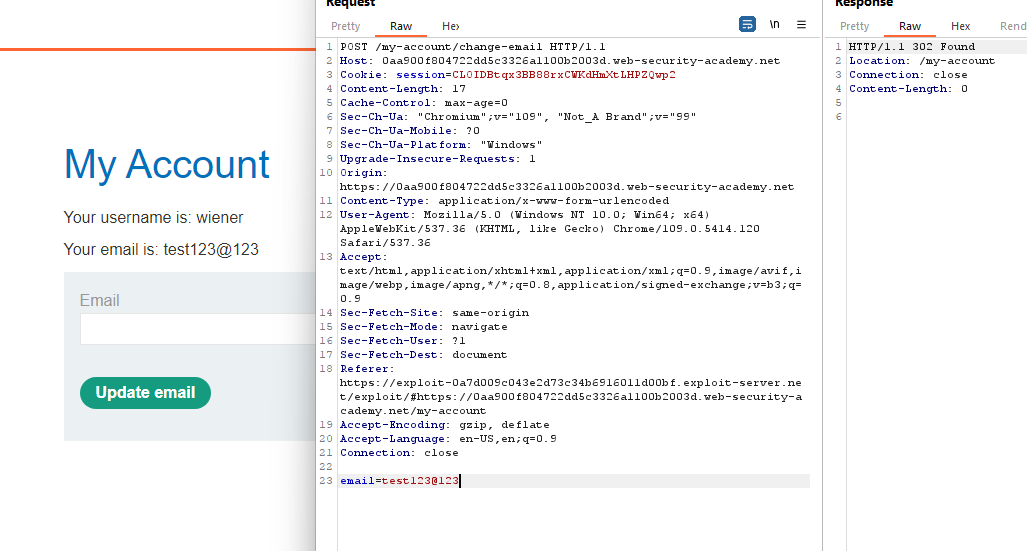 Request
Response
Pretty Raw Hex
\n
Pretty Raw Hex Rend
My Account
Your username is: wiener
Your email is: test123@123
Email
Update email
1 POST /my-account/change-email HTTP/1.1
2 Host: 0aa900f804722dd5c3326a1100b2003d.web-security-academy.net
3 Cookie: session=CLOIDBtqx3BB88rxCWKdHmXtLHPZQwp2
4 Content-Length: 17
5 Cache-Control: max-age=0
6 Sec-Ch-Ua: "Chromium";v="109", "Not_A Brand";v="99"
7 Sec-Ch-Ua-Mobile: ?0
8 Sec-Ch-Ua-Platform: "Windows"
9 Upgrade-Insecure-Requests: 1
10 Origin:
https://0aa900f804722dd5c3326a1100b2003d.web-security-academy.net
11 Content-Type: application/x-www-form-urlencoded
12 User-Agent: Mozilla/5.0 (Windows NT 10.0; Win64; x64)
AppleWebKit/537.36 (KHTML, like Gecko) Chrome/109.0.5414.120
Safari/537.36
13 Accept:
text/html,application/xhtml+xml,application/xml;q=0.9,image/avif,i
mage/webp,image/apng,*/*;q=0.8,application/signed-exchange;v=b3;q=
0.9
14 Sec-Fetch-Site: same-origin
15 Sec-Fetch-Mode: navigate
16 Sec-Fetch-User: ?1
17 Sec-Fetch-Dest: document
18 Referer:
https://exploit-0a7d009c043e2d73c34b6916011d00bf.exploit-server.ne
t/exploit/#https://0aa900f804722dd5c3326a1100b2003d.web-security-a
cademy.net/my-account
19 Accept-Encoding: gzip, deflate
20 Accept-Language: en-US,en;q=0.9
21 Connection: close
22
23 email=test123@123
1 HTTP/1.1 302 Found
2 Location: /my-account
3 Connection: close
4 Content-Length: 0
5
6